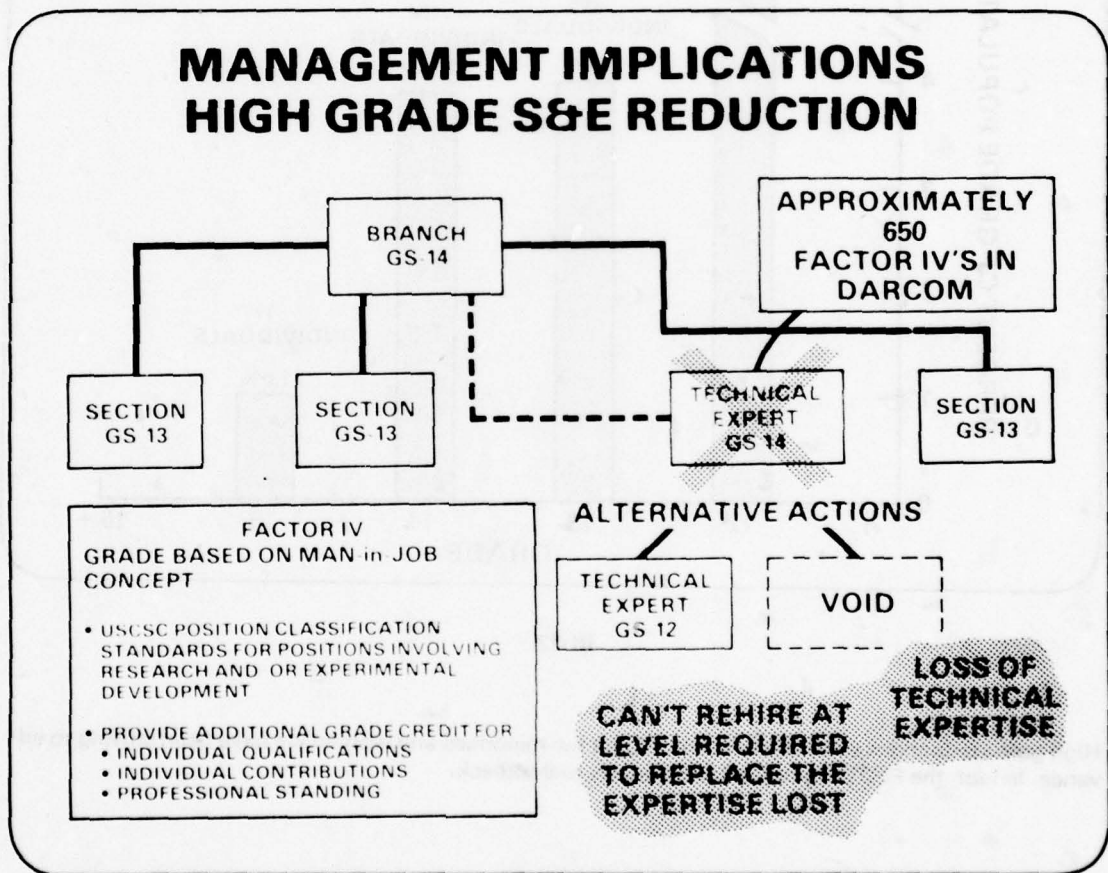 MANAGEMENT IMPLICATIONS
HIGH GRADE S&E REDUCTION
BRANCH
GS-14
APPROXIMATELY
650
FACTOR IV'S IN
DARCOM
SECTION
GS 13
SECTION
GS-13
TECHNICAL
EXPERT
GS 14
SECTION
GS-13
FACTOR IV
GRADE BASED ON MAN-in JOB
CONCEPT
• USCSC POSITION CLASSIFICATION
STANDARDS FOR POSITIONS INVOLVING
RESEARCH AND OR EXPERIMENTAL
DEVELOPMENT
• PROVIDE ADDITIONAL GRADE CREDIT FOR
• INDIVIDUAL QUALIFICATIONS
• INDIVIDUAL CONTRIBUTIONS
• PROFESSIONAL STANDING
ALTERNATIVE ACTIONS
TECHNICAL
EXPERT
GS 12
VOID
CAN'T REHIRE AT
LEVEL REQUIRED
TO REPLACE THE
EXPERTISE LOST
LOSS OF
TECHNICAL
EXPERTISE